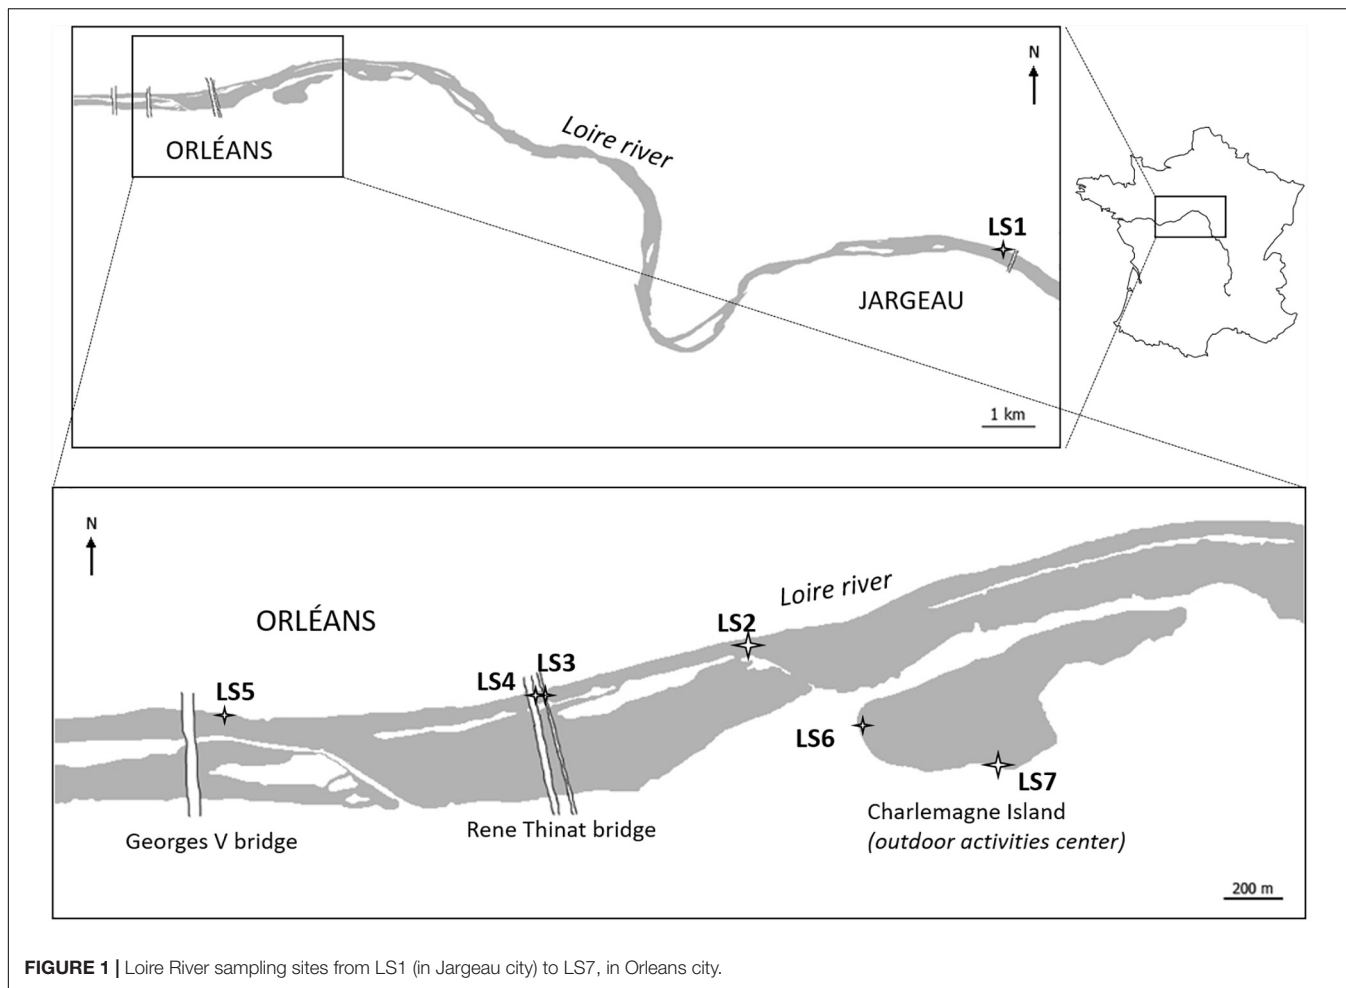 N
Loire river
ORLÉANS
LS1
JARGEAU
1 km
N
Loire river
ORLÉANS
LS2
LS3
LS4
LS5
LS6
LS7
Charlemagne Island
(outdoor activities center)
Rene Thinat bridge
Georges V bridge
200 m
FIGURE 1 | Loire River sampling sites from LS1 (in Jargeau city) to LS7, in Orleans city.